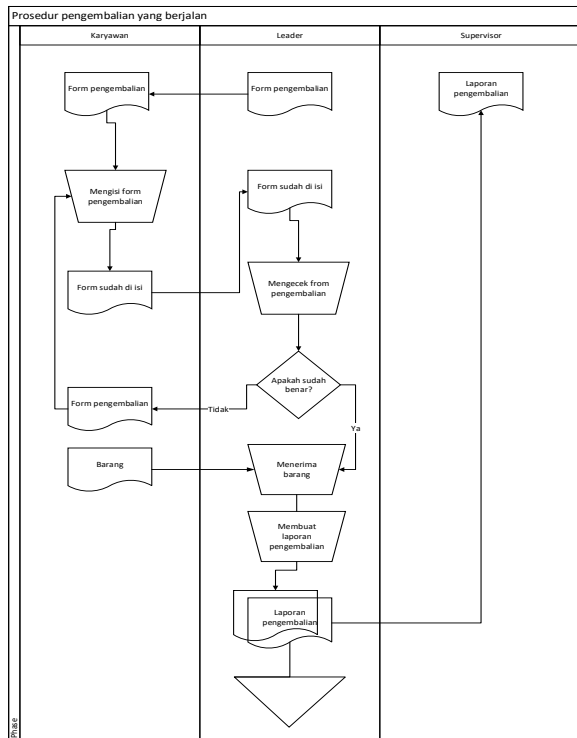 Prosedur pengembalian yang berjalan
Karyawan
Leader
Supervisor
Form pengembalian
Form pengembalian
Laporan
pengembalian
Mengisi form
pengembalian
Form sudah di isi
Form sudah di isi
Mengecek from
pengembalian
Apakah sudah
benar?
Form pengembalian
Tidak
Ya
Barang
Menerima
barang
Membuat
laporan
pengembalian
Laporan
pengembalian
Phase